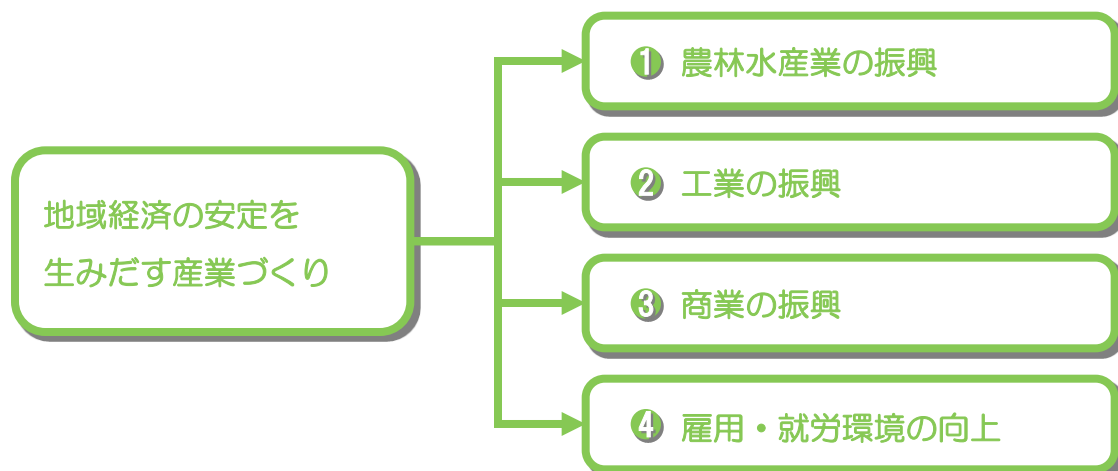 地域経済の安定を
生みだす産業づくり
❶ 農林水産業の振興
❷ 工業の振興
❸ 商業の振興
❹ 雇用・就労環境の向上